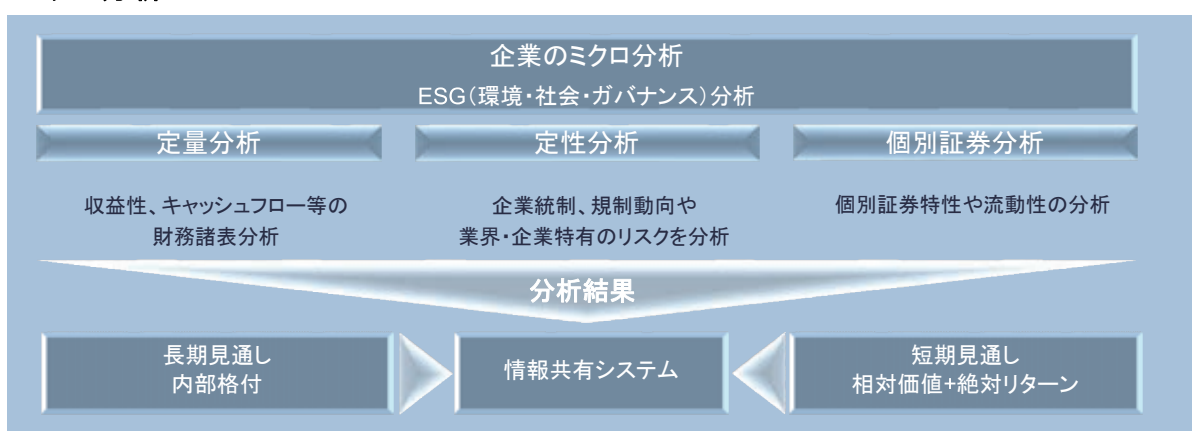 企業のミクロ分析
ESG(環境・社会・ガバナンス)分析
定量分析
定性分析
個別証券分析
収益性、キャッシュフロー等の
財務諸表分析
企業統制、規制動向や
業界・企業特有のリスクを分析
個別証券特性や流動性の分析
分析結果
長期見通し
内部格付
情報共有システム
短期見通し
相対価値+絶対リターン